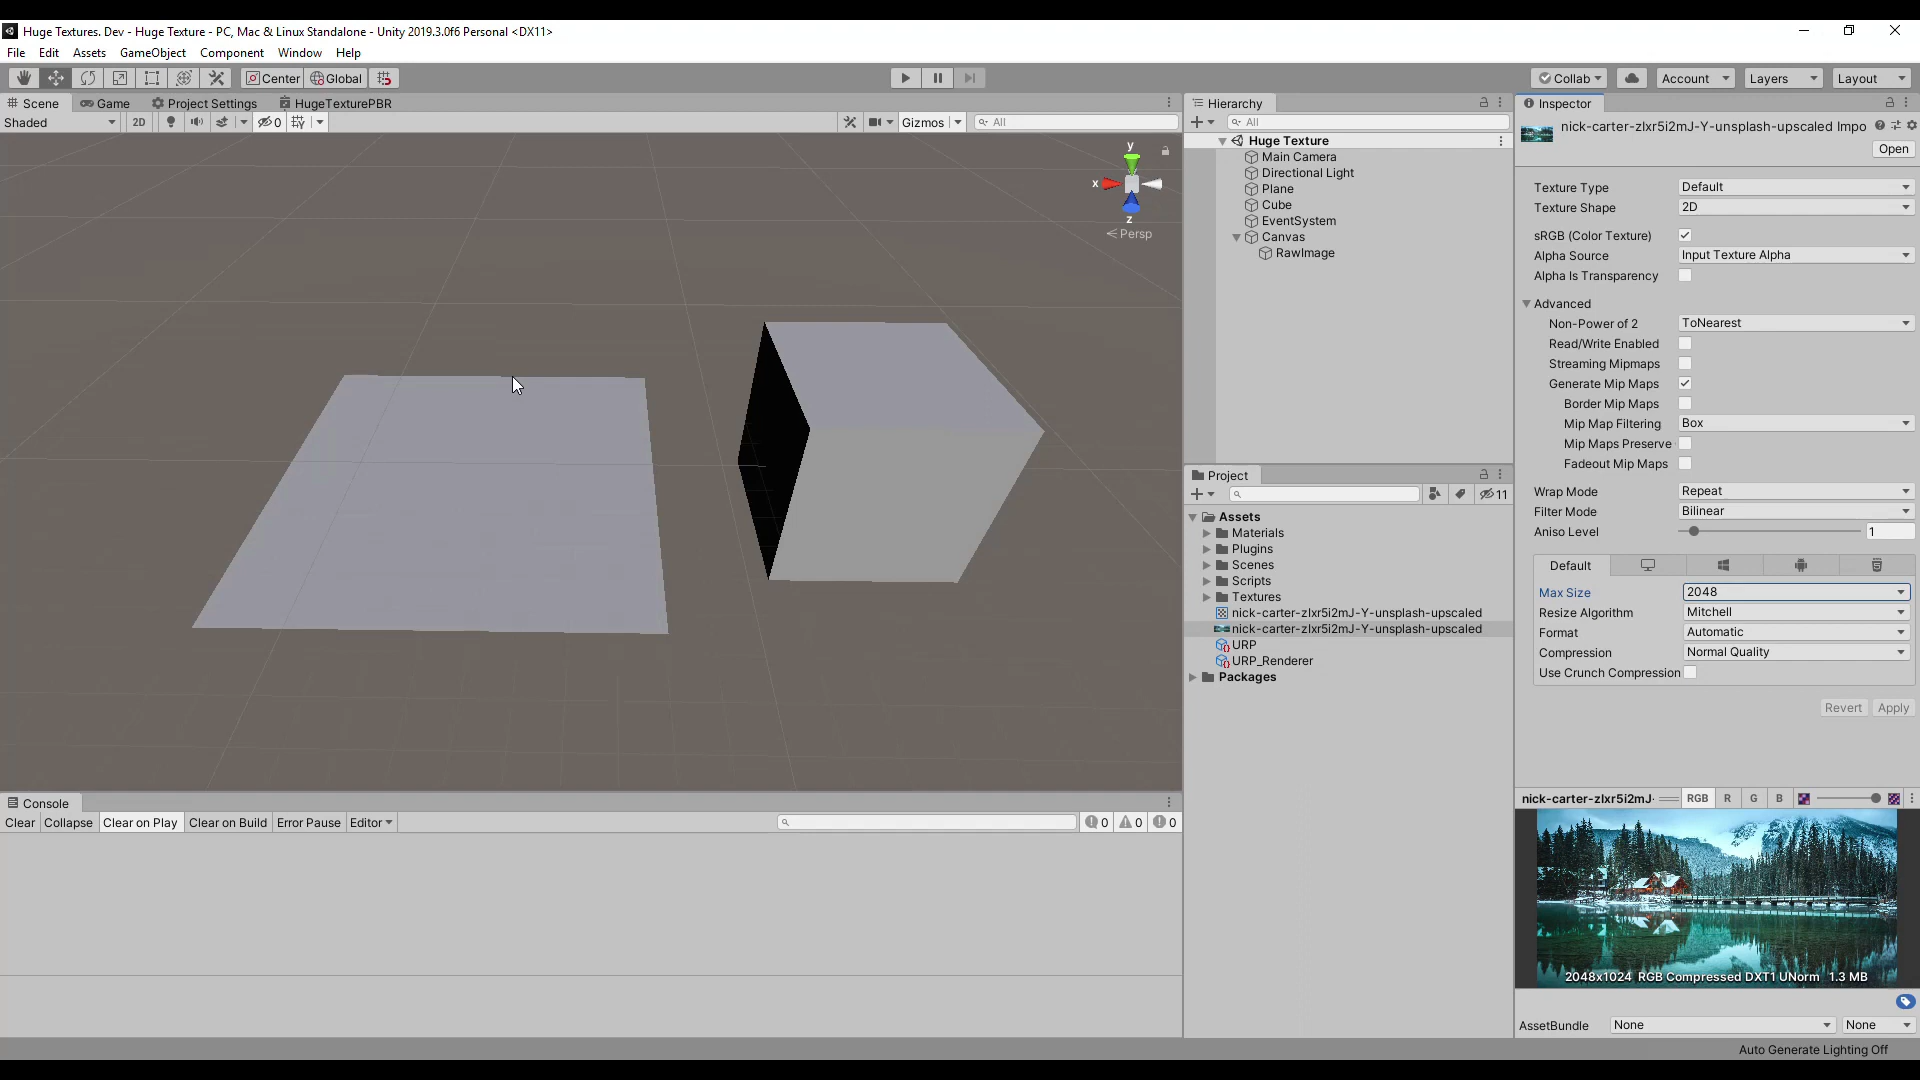 Huge Textures. Dev - Huge Texture - PC, Mac & Linux Standalone - Unity 2019.3.0f6 Personal <DX11>
File Edit Assets GameObject Component Window Help
Center Global Collab Account Layers Layout
Scene Game Project Settings HugeTexturePBR
Shaded 2D 0 Gizmos All
y
x
z
Persp
Console
Clear Collapse Clear on Play Clear on Build Error Pause Editor 0 0 0
Hierarchy
All
Huge Texture
Main Camera
Directional Light
Plane
Cube
EventSystem
Canvas
RawImage
Project
11
Assets
Materials
Plugins
Scenes
Scripts
Textures
nick-carter-zlxr5i2mJ-Y-unsplash-upscaled
nick-carter-zlxr5i2mJ-Y-unsplash-upscaled
URP
URP_Renderer
Packages
Inspector
nick-carter-zlxr5i2mJ-Y-unsplash-upscaled Impo
Open
Texture Type Default
Texture Shape 2D
sRGB (Color Texture)
Alpha Source Input Texture Alpha
Alpha Is Transparency
Advanced
Non-Power of 2 ToNearest
Read/Write Enabled
Streaming Mipmaps
Generate Mip Maps
Border Mip Maps
Mip Map Filtering Box
Mip Maps Preserve
Fadeout Mip Maps
Wrap Mode Repeat
Filter Mode Bilinear
Aniso Level 1
Default
Max Size 2048
Resize Algorithm Mitchell
Format Automatic
Compression Normal Quality
Use Crunch Compression
Revert Apply
nick-carter-zlxr5i2mJ- RGB R G B
2048x1024 RGB Compressed DXT1 UNorm 1.3 MB
AssetBundle None None
Auto Generate Lighting Off